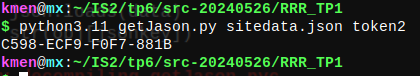 kmen@mx:~/IS2/tp6/src-20240526/RRR_TP1
$ python3.11 getJason.py sitedata.json token2
C598-ECF9-F0F7-881B
kmen@mx:~/IS2/tp6/src-20240526/RRR_TP1